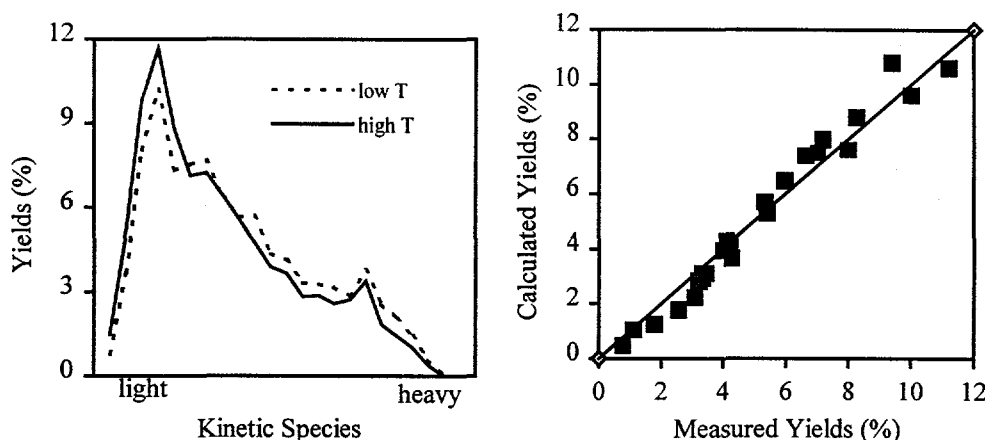 12
9
6
3
0
Yields (%)
low T
high T
light
heavy
Kinetic Species
12
10
8
6
4
2
0
Calculated Yields (%)
0 2 4 6 8 10 12
Measured Yields (%)